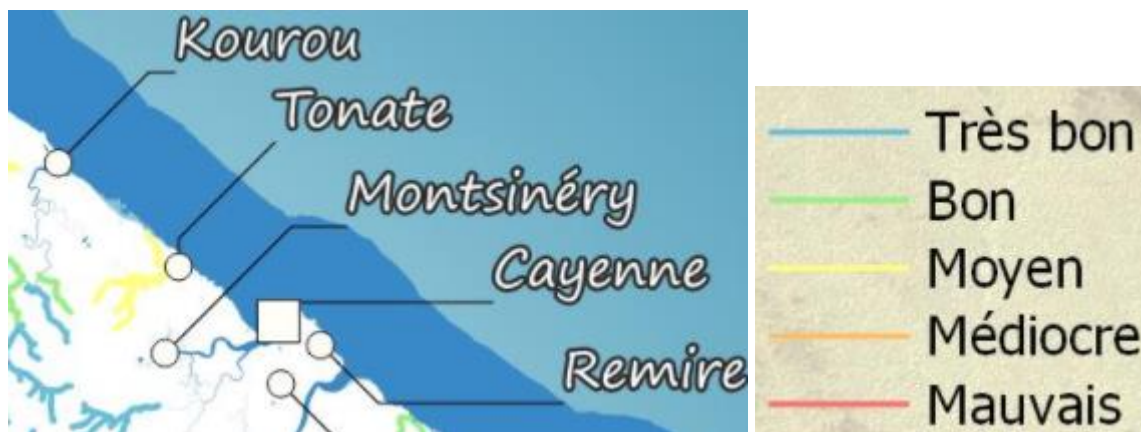 Kourou
Tonate
Montsinéry
Cayenne
Remire
Très bon
Bon
Moyen
Médiocre
Mauvais